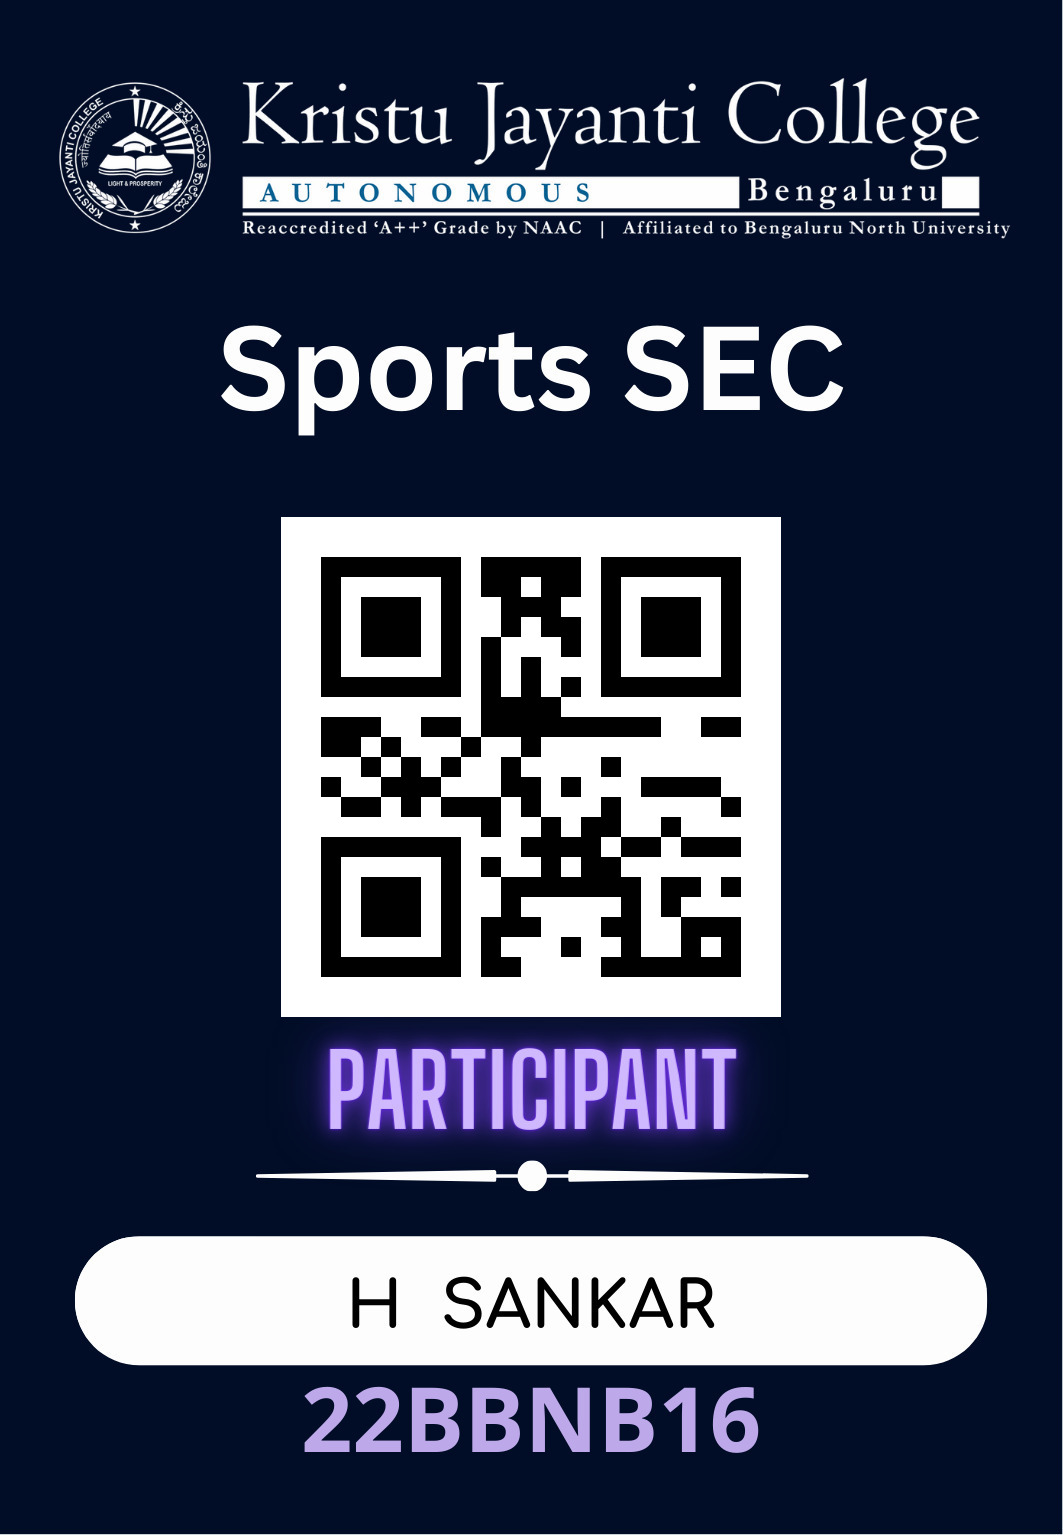 KRISTU JAYANTI COLLEGE
ज्योतिसंवादयाय
LIGHT & PROSPERITY
Kristu Jayanti College
AUTONOMOUS Bengaluru
Reaccredited ‘A++’ Grade by NAAC | Affiliated to Bengaluru North University
Sports SEC
PARTICIPANT
H SANKAR
22BBNB16